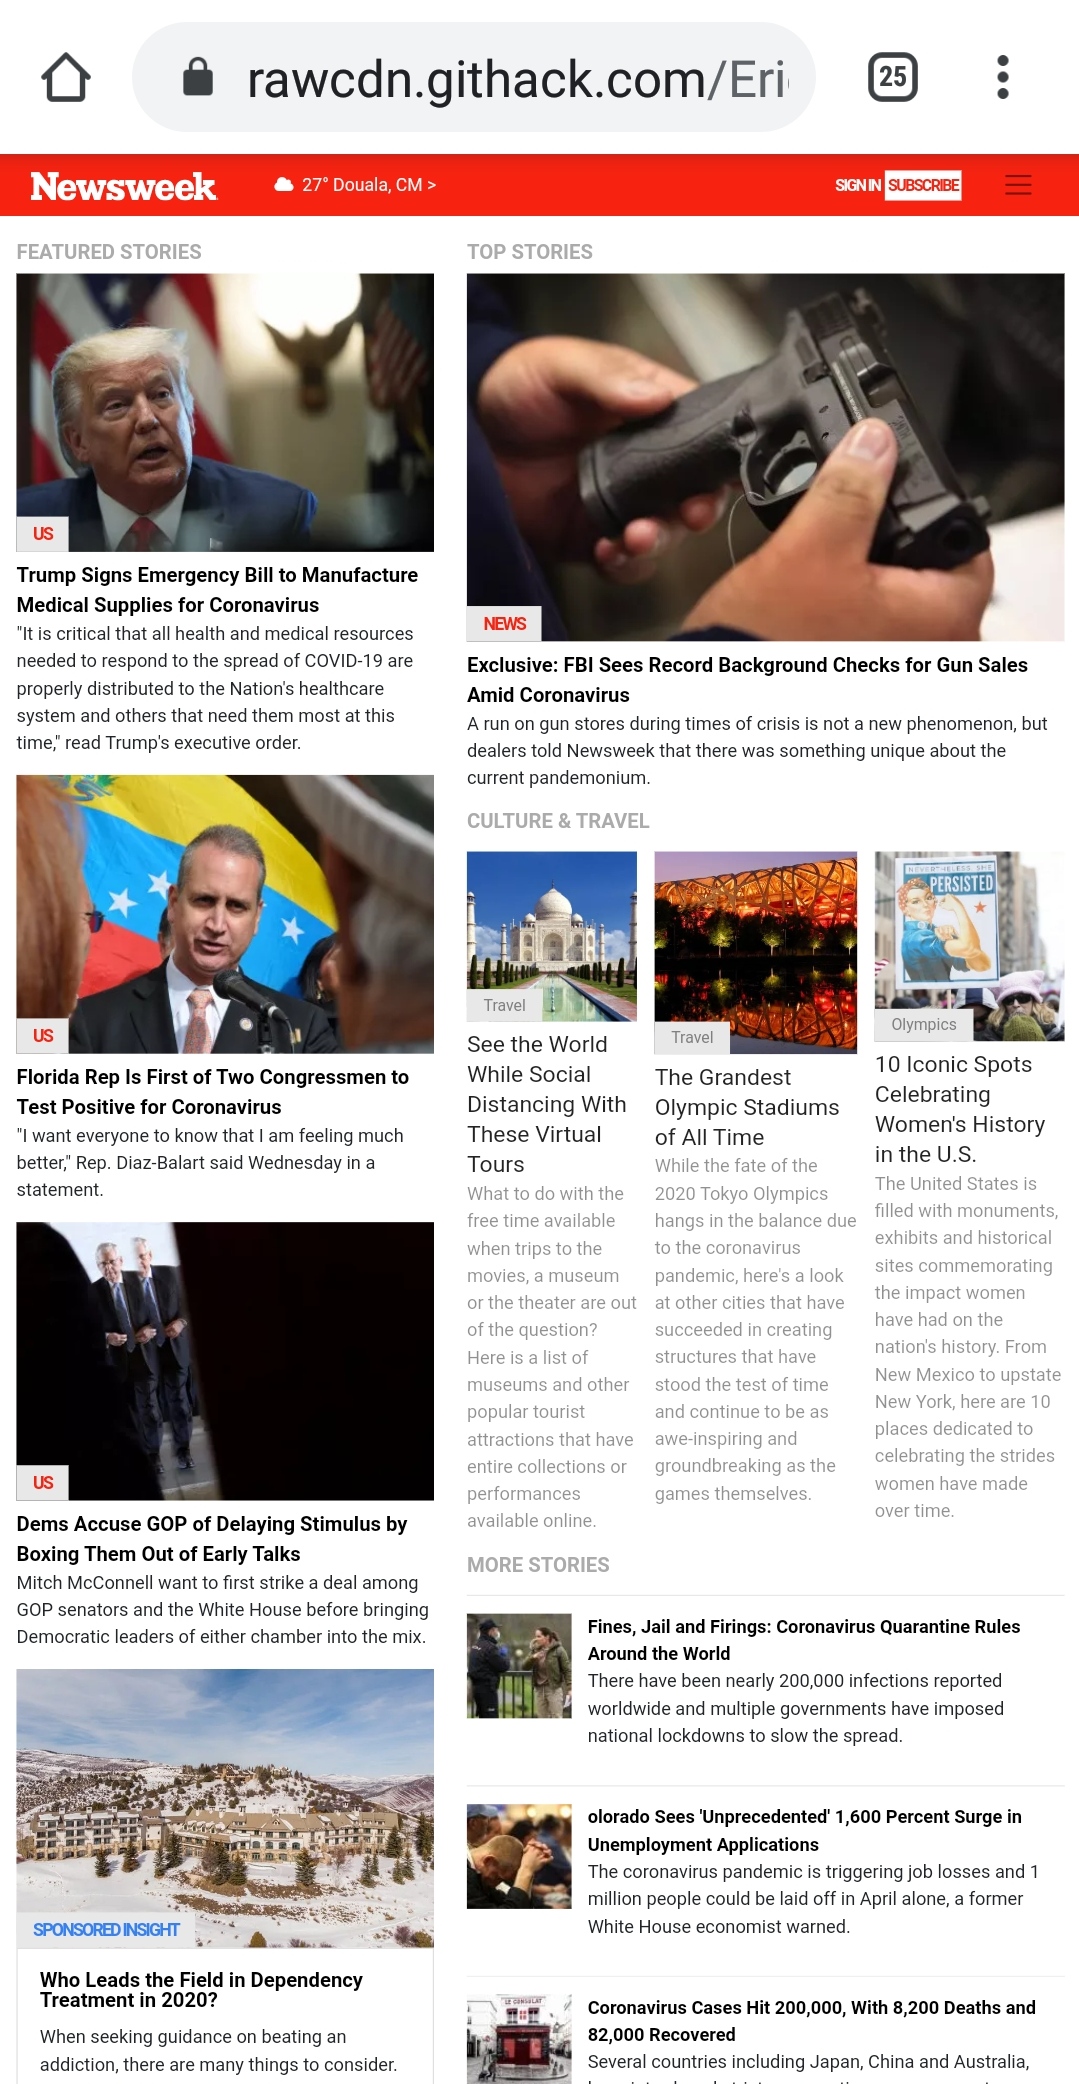 rawcdn.githack.com/Eri
25
Newsweek
27° Douala, CM >
SIGN IN SUBSCRIBE
FEATURED STORIES
US
Trump Signs Emergency Bill to Manufacture
Medical Supplies for Coronavirus
"It is critical that all health and medical resources
needed to respond to the spread of COVID-19 are
properly distributed to the Nation's healthcare
system and others that need them most at this
time," read Trump's executive order.
US
Florida Rep Is First of Two Congressmen to
Test Positive for Coronavirus
"I want everyone to know that I am feeling much
better," Rep. Diaz-Balart said Wednesday in a
statement.
US
Dems Accuse GOP of Delaying Stimulus by
Boxing Them Out of Early Talks
Mitch McConnell want to first strike a deal among
GOP senators and the White House before bringing
Democratic leaders of either chamber into the mix.
SPONSORED INSIGHT
Who Leads the Field in Dependency
Treatment in 2020?
When seeking guidance on beating an
addiction, there are many things to consider.
TOP STORIES
NEWS
Exclusive: FBI Sees Record Background Checks for Gun Sales
Amid Coronavirus
A run on gun stores during times of crisis is not a new phenomenon, but
dealers told Newsweek that there was something unique about the
current pandemonium.
CULTURE & TRAVEL
Travel
See the World
While Social
Distancing With
These Virtual
Tours
What to do with the
free time available
when trips to the
movies, a museum
or the theater are out
of the question?
Here is a list of
museums and other
popular tourist
attractions that have
entire collections or
performances
available online.
Travel
The Grandest
Olympic Stadiums
of All Time
While the fate of the
2020 Tokyo Olympics
hangs in the balance due
to the coronavirus
pandemic, here's a look
at other cities that have
succeeded in creating
structures that have
stood the test of time
and continue to be as
awe-inspiring and
groundbreaking as the
games themselves.
NEVERTHELESS, SHE
PERSISTED
Olympics
10 Iconic Spots
Celebrating
Women's History
in the U.S.
The United States is
filled with monuments,
exhibits and historical
sites commemorating
the impact women
have had on the
nation's history. From
New Mexico to upstate
New York, here are 10
places dedicated to
celebrating the strides
women have made
over time.
MORE STORIES
Fines, Jail and Firings: Coronavirus Quarantine Rules
Around the World
There have been nearly 200,000 infections reported
worldwide and multiple governments have imposed
national lockdowns to slow the spread.
olorado Sees 'Unprecedented' 1,600 Percent Surge in
Unemployment Applications
The coronavirus pandemic is triggering job losses and 1
million people could be laid off in April alone, a former
White House economist warned.
LE CONSULAT
Coronavirus Cases Hit 200,000, With 8,200 Deaths and
82,000 Recovered
Several countries including Japan, China and Australia,